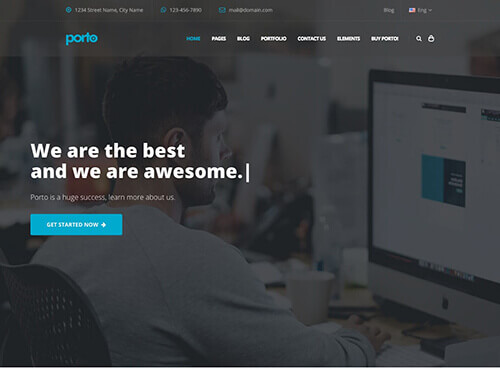 1234 Street Name, City Name 123-456-7890 mail@domain.com Blog Eng
porto HOME PAGES BLOG PORTFOLIO CONTACT US ELEMENTS BUY PORTO!
We are the best
and we are awesome.|
Porto is a huge success, learn more about us.
GET STARTED NOW